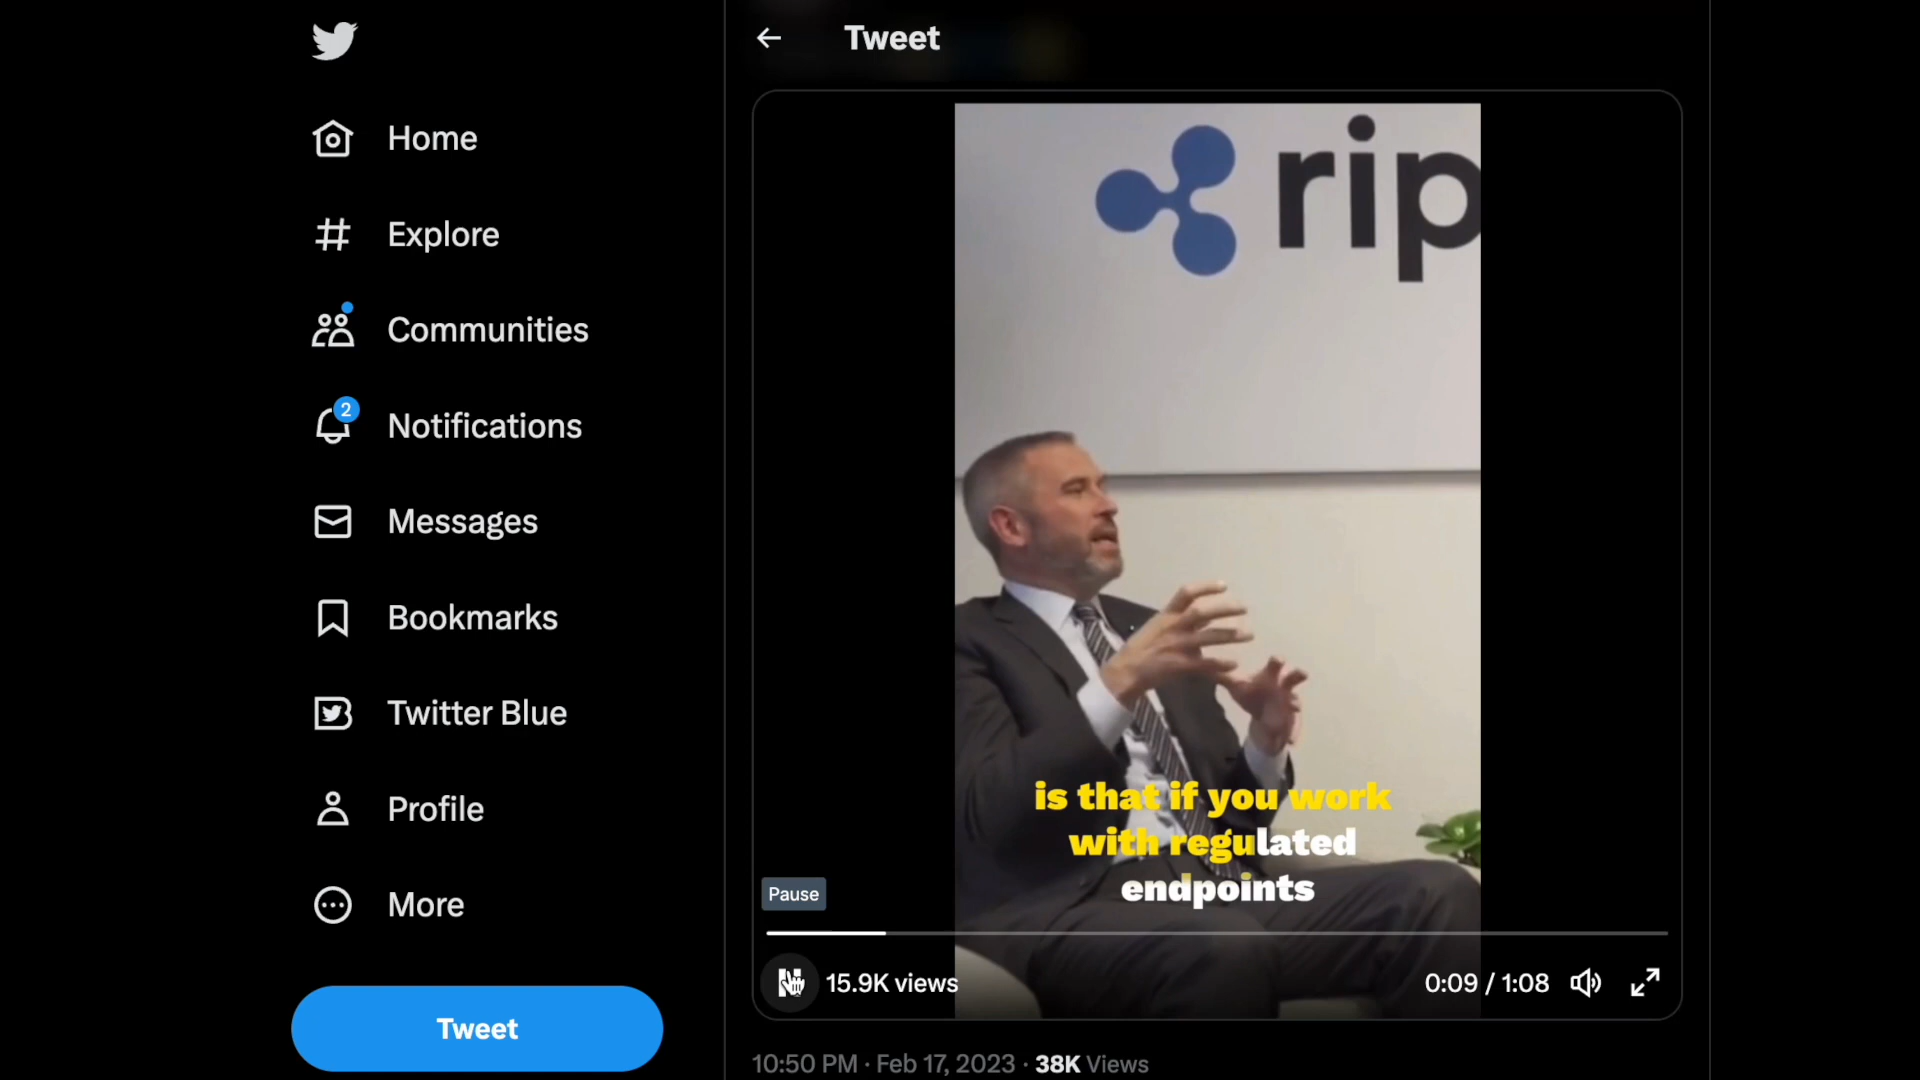 Tweet
Home
Explore
Communities
2
Notifications
Messages
Bookmarks
Twitter Blue
Profile
More
Tweet
rip
is that if you work
with regulated
endpoints
Pause
15.9K views
0:09 / 1:08
10:50 PM · Feb 17, 2023 · 38K Views